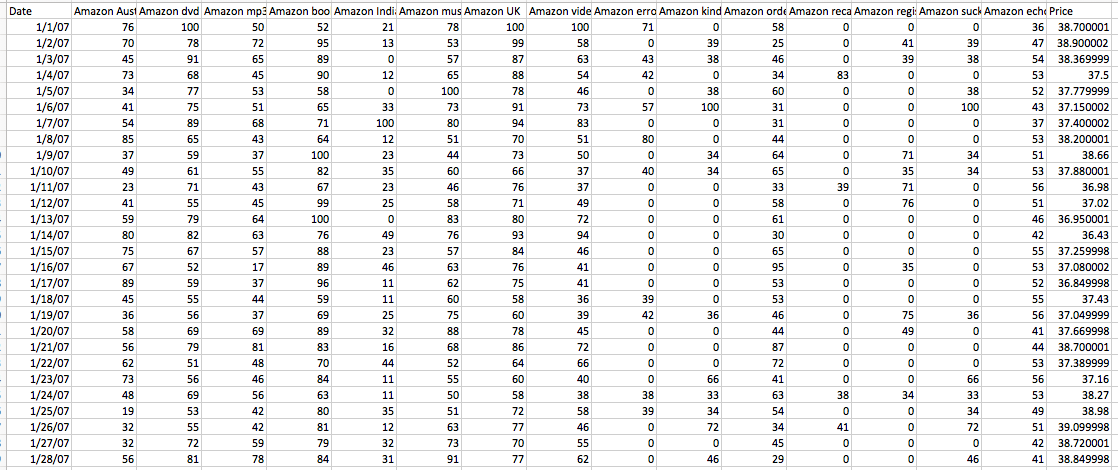 Date Amazon Aust Amazon dvd Amazon mp3 Amazon boo Amazon Indi Amazon mus Amazon UK Amazon vide Amazon erro Amazon kind Amazon orde Amazon reca Amazon regi Amazon suck Amazon echo Price
1/1/07 76 100 50 52 21 78 100 100 71 0 58 0 0 0 36 38.700001
1/2/07 70 78 72 95 13 53 99 58 0 39 25 0 41 39 47 38.900002
1/3/07 45 91 65 89 0 57 87 63 43 38 46 0 39 38 54 38.369999
1/4/07 73 68 45 90 12 65 88 54 42 0 34 83 0 0 53 37.5
1/5/07 34 77 53 58 0 100 78 46 0 38 60 0 0 38 52 37.779999
1/6/07 41 75 51 65 33 73 91 73 57 100 31 0 0 100 43 37.150002
1/7/07 54 89 68 71 100 80 94 83 0 0 31 0 0 0 37 37.400002
1/8/07 85 65 43 64 12 51 70 51 80 0 44 0 0 0 53 38.200001
1/9/07 37 59 37 100 23 44 73 50 0 34 64 0 71 34 51 38.66
1/10/07 49 61 55 82 35 60 66 37 40 34 65 0 35 34 53 37.880001
1/11/07 23 71 43 67 23 46 76 37 0 0 33 39 71 0 56 36.98
1/12/07 41 55 45 99 25 58 71 49 0 0 58 0 76 0 51 37.02
1/13/07 59 79 64 100 0 83 80 72 0 0 61 0 0 0 46 36.950001
1/14/07 80 82 63 76 49 76 93 94 0 0 30 0 0 0 42 36.43
1/15/07 75 67 57 88 23 57 84 46 0 0 65 0 0 0 55 37.259998
1/16/07 67 52 17 89 46 63 76 41 0 0 95 0 35 0 53 37.080002
1/17/07 89 59 37 96 11 62 75 41 0 0 53 0 0 0 52 36.849998
1/18/07 45 55 44 59 11 60 58 36 39 0 53 0 0 0 55 37.43
1/19/07 36 56 37 69 25 75 60 39 42 36 46 0 75 36 56 37.049999
1/20/07 58 69 69 89 32 88 78 45 0 0 44 0 49 0 41 37.669998
1/21/07 56 79 81 83 16 68 86 72 0 0 87 0 0 0 44 38.700001
1/22/07 62 51 48 70 44 52 64 66 0 0 72 0 0 0 53 37.389999
1/23/07 73 56 46 84 11 55 60 40 0 66 41 0 0 66 56 37.16
1/24/07 48 69 56 63 11 50 58 38 38 33 63 38 34 33 53 38.27
1/25/07 19 53 42 80 35 51 72 58 39 34 54 0 0 34 49 38.98
1/26/07 32 55 42 81 12 63 77 46 0 72 34 41 0 72 51 39.099998
1/27/07 32 72 59 79 32 73 70 55 0 0 45 0 0 0 42 38.720001
1/28/07 56 81 78 84 31 91 77 62 0 46 29 0 0 46 41 38.849998